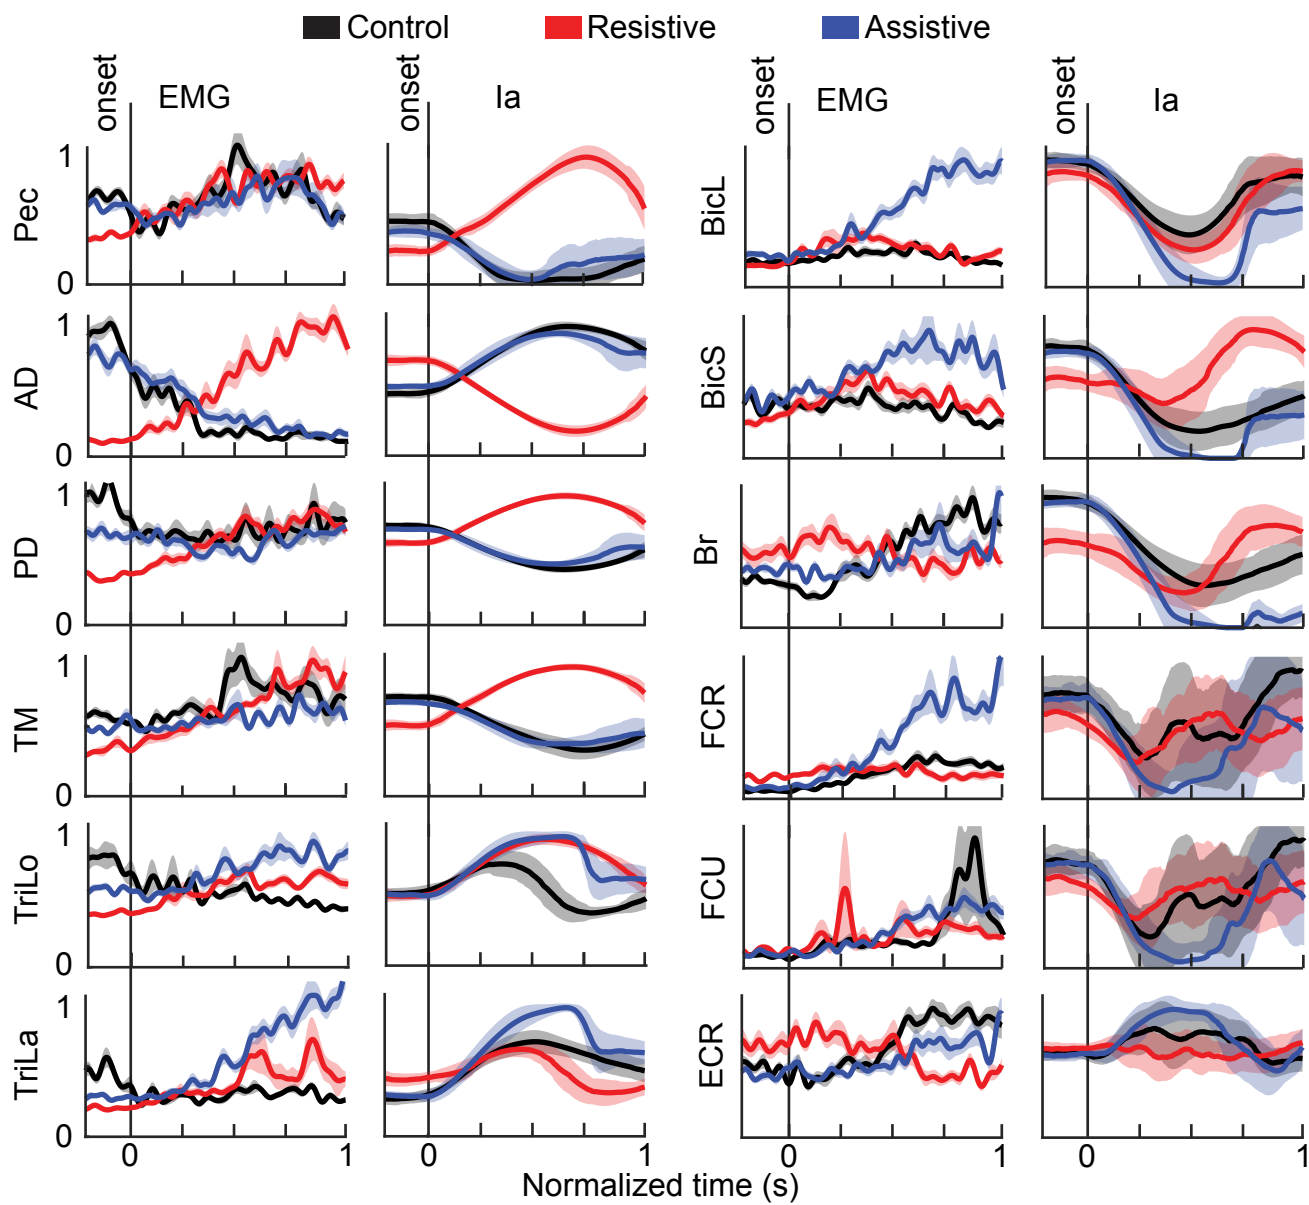 Control Resistive Assistive
onset EMG onset Ia onset EMG onset Ia
Pec 1 0
BicL
AD 1 0
BicS
PD 1 0
Br
TM 1 0
FCR
TriLo 1 0
FCU
TriLa 1 0
ECR
0 1 0 1 0 1 0 1
Normalized time (s)